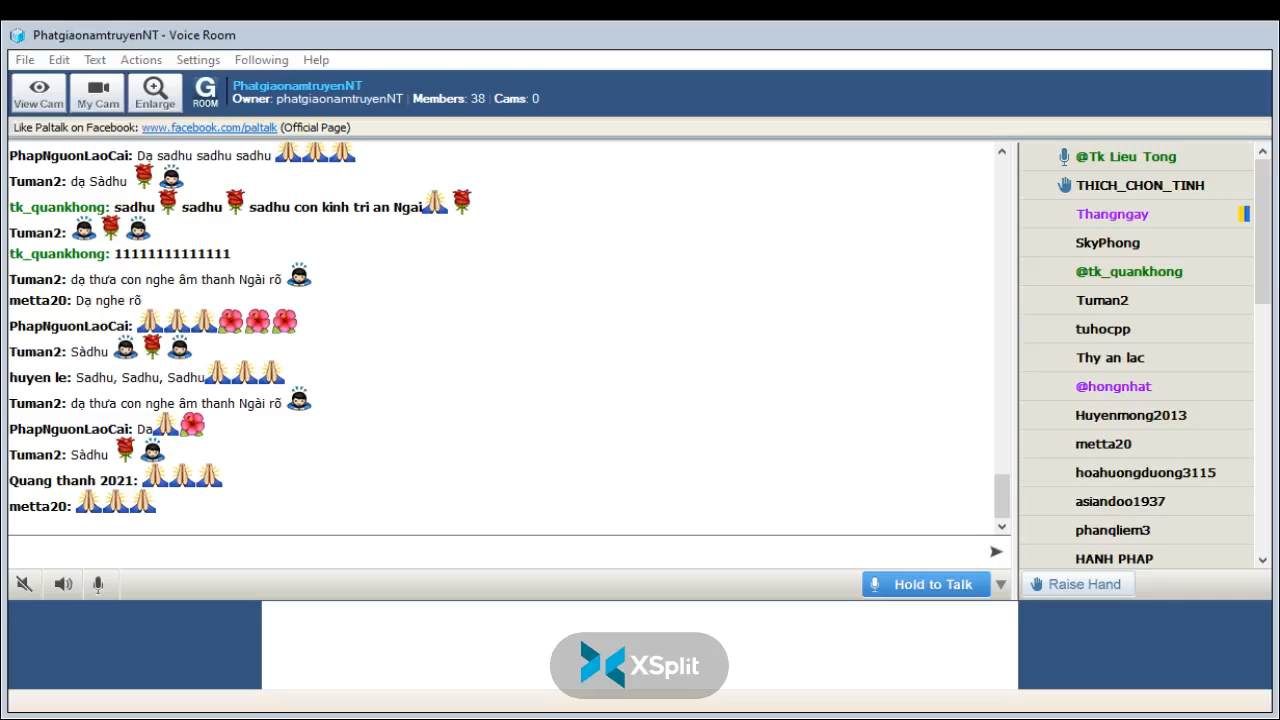 PhatgiaonamtruyenNT - Voice Room
File Edit Text Actions Settings Following Help
View Cam My Cam Enlarge G ROOM
PhatgiaonamtruyenNT
Owner: phatgiaonamtruyenNT | Members: 38 | Cams: 0
Like Paltalk on Facebook: www.facebook.com/paltalk (Official Page)
PhapNguonLaoCai: Dạ sadhu sadhu sadhu
Tuman2: dạ Sàdhu
tk_quankhong: sadhu sadhu sadhu con kinh tri an Ngai
Tuman2:
tk_quankhong: 11111111111111
Tuman2: dạ thưa con nghe âm thanh Ngài rõ
metta20: Dạ nghe rõ
PhapNguonLaoCai:
Tuman2: Sàdhu
huyen le: Sadhu, Sadhu, Sadhu
Tuman2: dạ thưa con nghe âm thanh Ngài rõ
PhapNguonLaoCai: Dạ
Tuman2: Sàdhu
Quang thanh 2021:
metta20:
@Tk Lieu Tong
THICH_CHON_TINH
Thangngay
SkyPhong
@tk_quankhong
Tuman2
tuhocpp
Thy an lac
@hongnhat
Huyenmong2013
metta20
hoahuongduong3115
asiandoo1937
phanqliem3
HANH PHAP
Hold to Talk
Raise Hand
XSplit